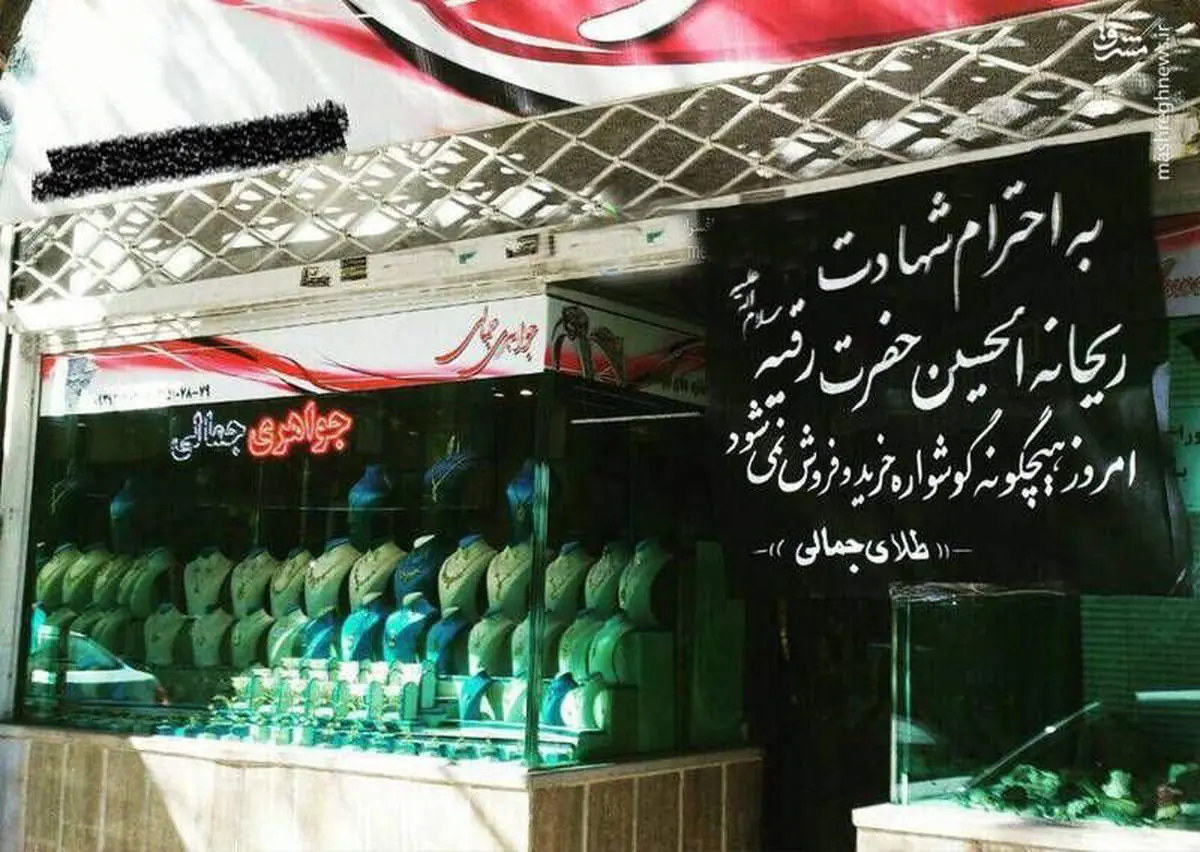 مشرق
mashreghnews.ir
به احترام شهادت
ریحانه الحسین حضرت رقیه سلام الله علیها
امروز هیچگونه گوشواره خرید و فروش نمی شود
((طلای جمالی))
جواهری جمالی
جواهری جمالی